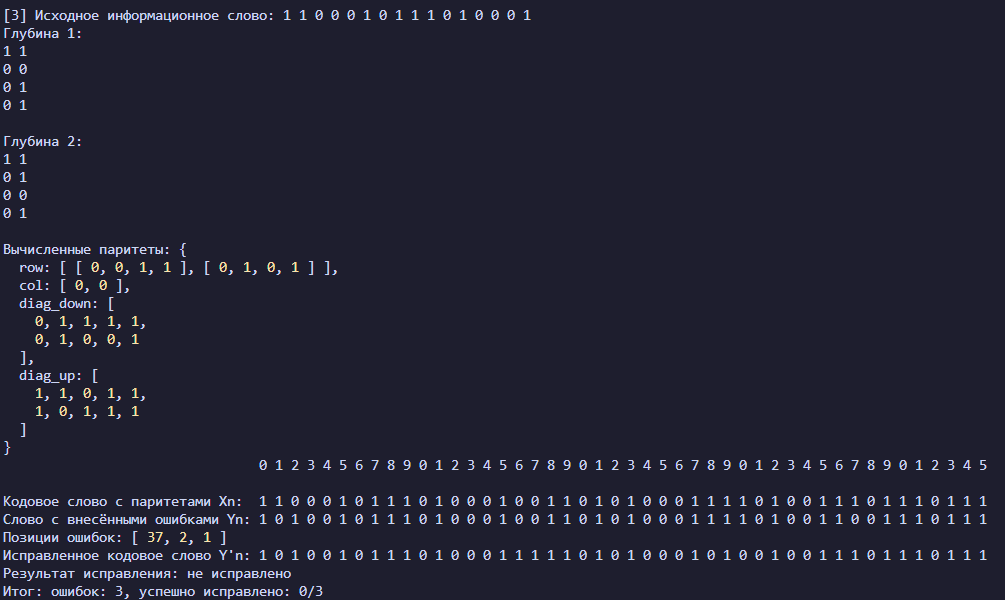 [3] Исходное информационное слово: 1 1 0 0 0 1 0 1 1 1 0 1 0 0 0 1
Глубина 1:
1 1
0 0
0 1
0 1
Глубина 2:
1 1
0 1
0 0
0 1
Вычисленные паритеты: {
row: [ [ 0, 0, 1, 1 ], [ 0, 1, 0, 1 ] ],
col: [ 0, 0 ],
diag_down: [
0, 1, 1, 1, 1,
0, 1, 0, 0, 1
],
diag_up: [
1, 1, 0, 1, 1,
1, 0, 1, 1, 1
]
}
0 1 2 3 4 5 6 7 8 9 0 1 2 3 4 5 6 7 8 9 0 1 2 3 4 5 6 7 8 9 0 1 2 3 4 5 6 7 8 9 0 1 2 3 4 5
Кодовое слово с паритетами Xn: 1 1 0 0 0 1 0 1 1 1 0 1 0 0 0 1 0 0 1 1 0 1 0 1 0 0 0 1 1 1 1 0 1 0 0 1 1 1 0 1 1 1 0 1 1 1
Слово с внесёнными ошибками Yn: 1 0 1 0 0 1 0 1 1 1 0 1 0 0 0 1 0 0 1 1 0 1 0 1 0 0 0 1 1 1 1 0 1 0 0 1 1 0 0 1 1 1 0 1 1 1
Позиции ошибок: [ 37, 2, 1 ]
Исправленное кодовое слово Y'n: 1 0 1 0 0 1 0 1 1 1 0 1 0 0 0 1 1 1 1 1 0 1 0 1 0 0 0 1 0 1 0 0 1 0 0 1 1 1 0 1 1 1 0 1 1 1
Результат исправления: не исправлено
Итог: ошибок: 3, успешно исправлено: 0/3